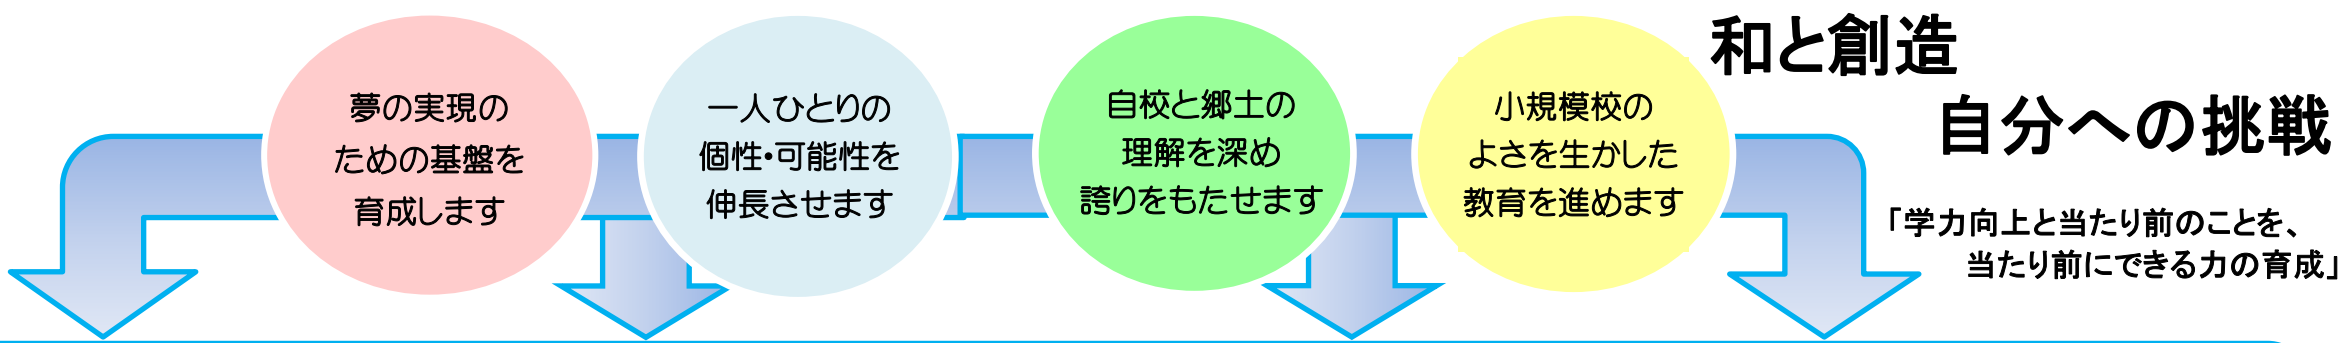 夢の実現の
ための基盤を
育成します
一人ひとりの
個性・可能性を
伸長させます
自校と郷土の
理解を深め
誇りをもたせます
小規模校の
よさを生かした
教育を進めます
和と創造
自分への挑戦
「学力向上と当たり前のことを、
当たり前にできる力の育成」